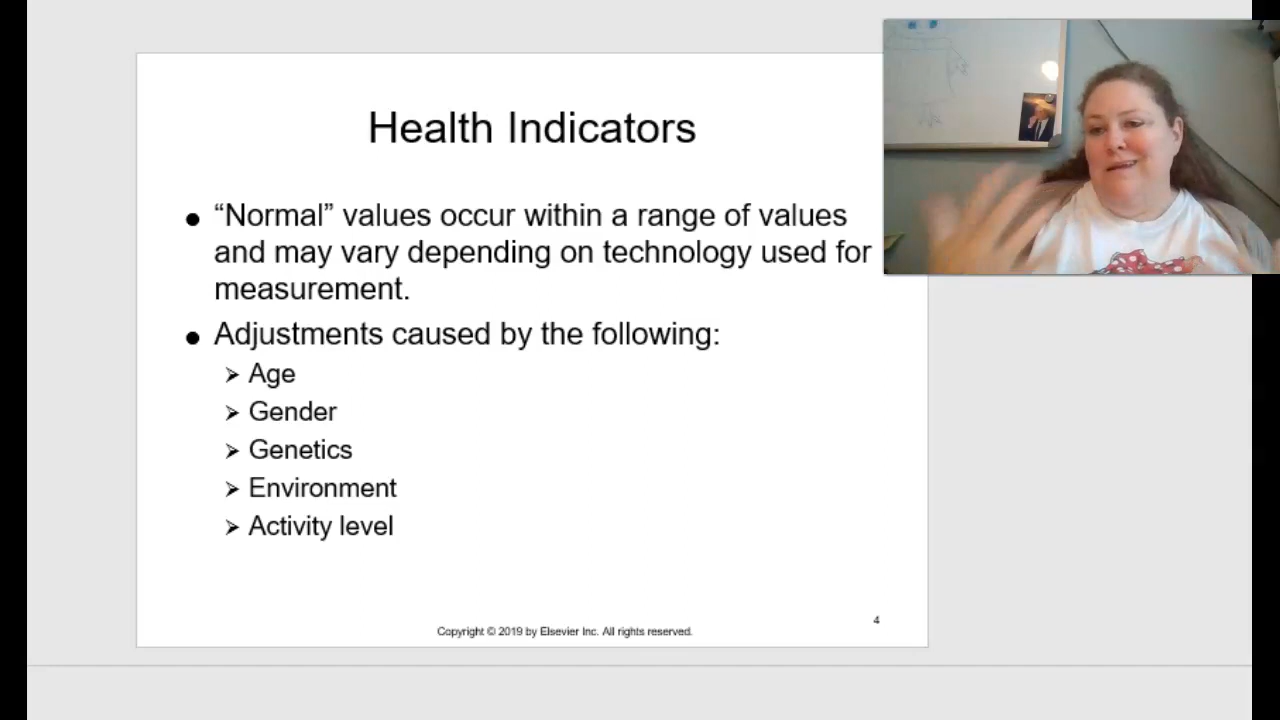 Health Indicators
● “Normal” values occur within a range of values
and may vary depending on technology used for
measurement.
● Adjustments caused by the following:
➢ Age
➢ Gender
➢ Genetics
➢ Environment
➢ Activity level
4
Copyright © 2019 by Elsevier Inc. All rights reserved.